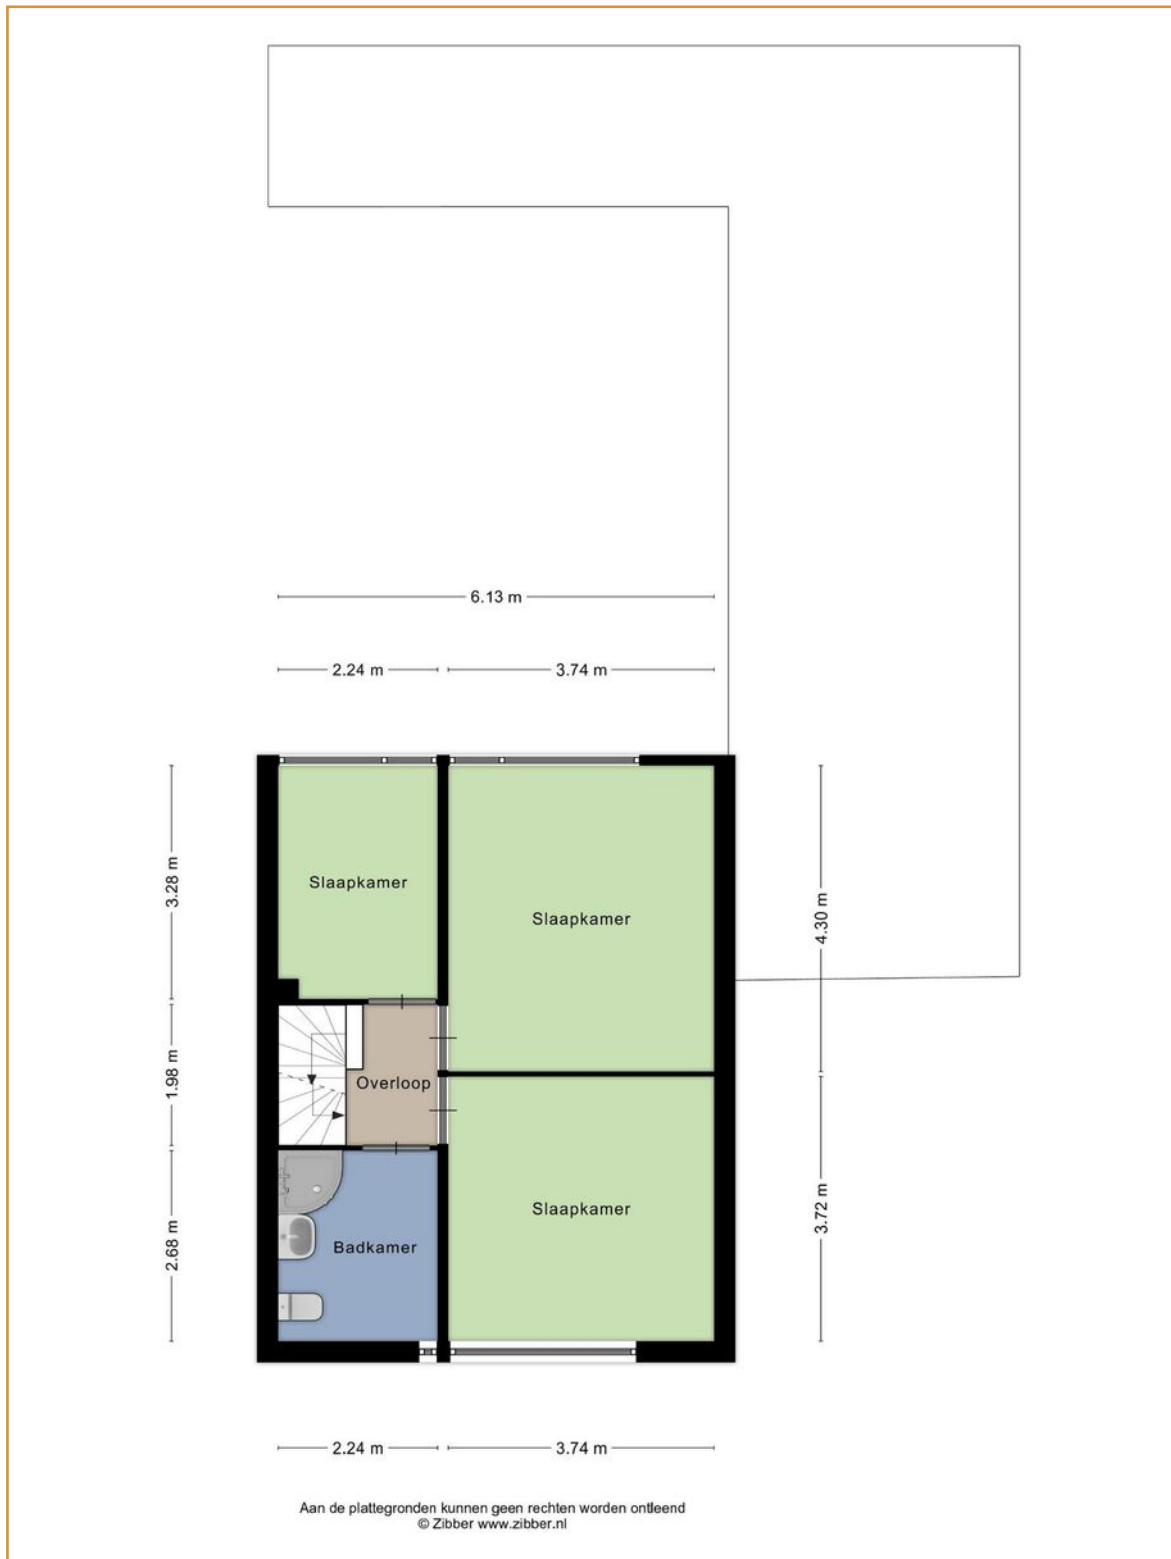 6.13 m
2.24 m
3.74 m
3.28 m
Slaapkamer
Slaapkamer
4.30 m
1.98 m
Overloop
2.68 m
Badkamer
Slaapkamer
3.72 m
2.24 m
3.74 m
Aan de plattegronden kunnen geen rechten worden ontleend
© Zibber www.zibber.nl